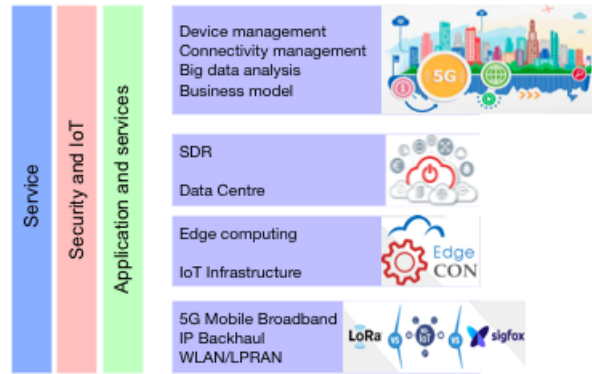 Service
Security and IoT
Application and services
Device management
Connectivity management
Big data analysis
Business model
5G
SDR
Data Centre
Edge computing
IoT Infrastructure
Edge
CON
5G Mobile Broadband
IP Backhaul
WLAN/LPRAN
LoRa
VS
IoT
VS
sigfox